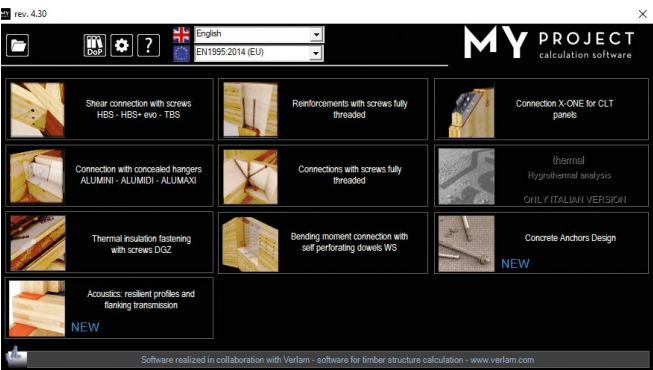 MY rev. 4.30
DoP
?
English
EN1995:2014 (EU)
MY PROJECT
calculation software
Shear connection with screws
HBS - HBS+ evo - TBS
Reinforcements with screws fully
threaded
Connection X-ONE for CLT
panels
Connection with concealed hangers
ALUMINI - ALUMIDI - ALUMAXI
Connections with screws fully
threaded
thermal
Hygrothermal analysis
ONLY ITALIAN VERSION
Thermal insulation fastening
with screws DGZ
Bending moment connection with
self perforating dowels WS
Concrete Anchors Design
NEW
Acoustics: resilient profiles and
flanking transmission
NEW
Software realized in collaboration with Verlam - software for timber structure calculation - www.verlam.com